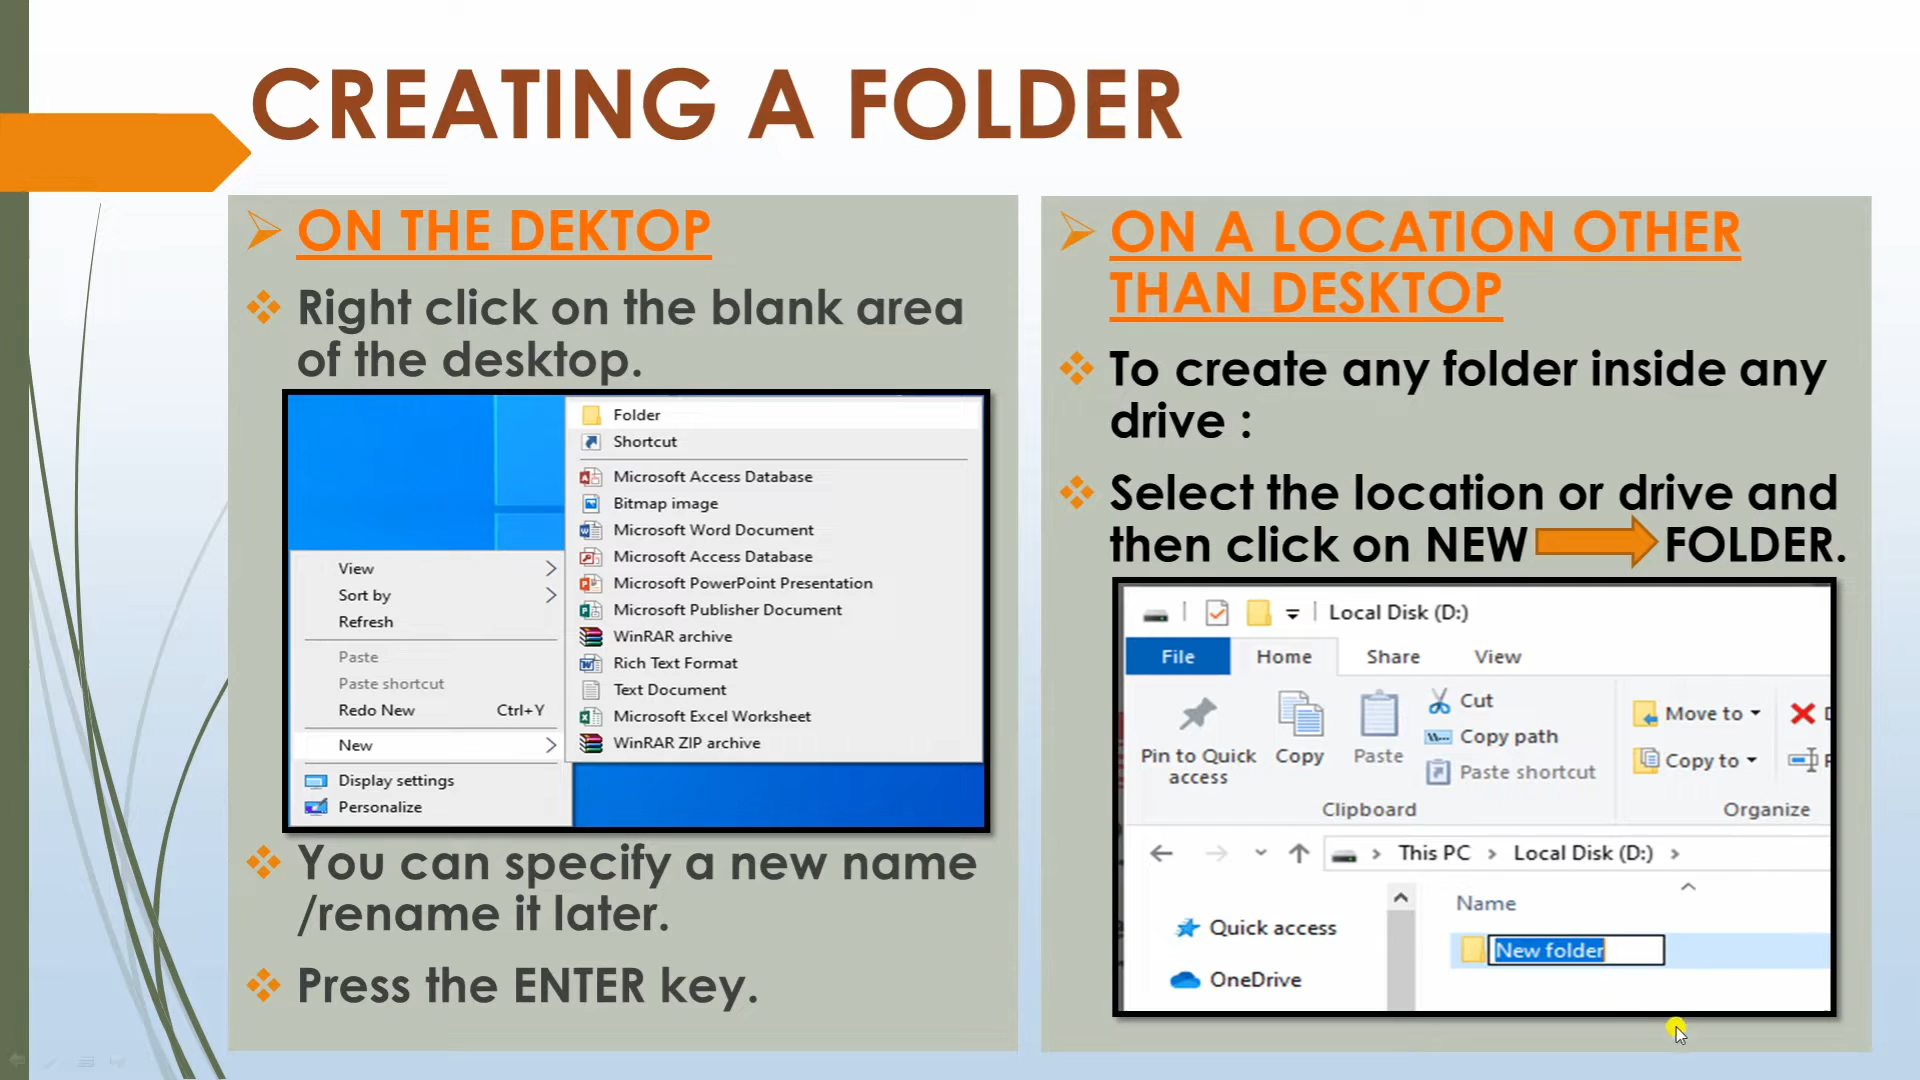 CREATING A FOLDER
ON THE DEKTOP
Right click on the blank area
of the desktop.
Folder
Shortcut
Microsoft Access Database
Bitmap image
Microsoft Word Document
Microsoft Access Database
Microsoft PowerPoint Presentation
Microsoft Publisher Document
WinRAR archive
Rich Text Format
Text Document
Microsoft Excel Worksheet
WinRAR ZIP archive
View
Sort by
Refresh
Paste
Paste shortcut
Redo New Ctrl+Y
New
Display settings
Personalize
You can specify a new name
/rename it later.
Press the ENTER key.
ON A LOCATION OTHER
THAN DESKTOP
To create any folder inside any
drive :
Select the location or drive and
then click on NEW FOLDER.
Local Disk (D:)
File Home Share View
Pin to Quick
access
Copy
Paste
Cut
Copy path
Paste shortcut
Clipboard
Move to
Copy to
Organize
This PC > Local Disk (D:) >
Name
Quick access
New folder
OneDrive